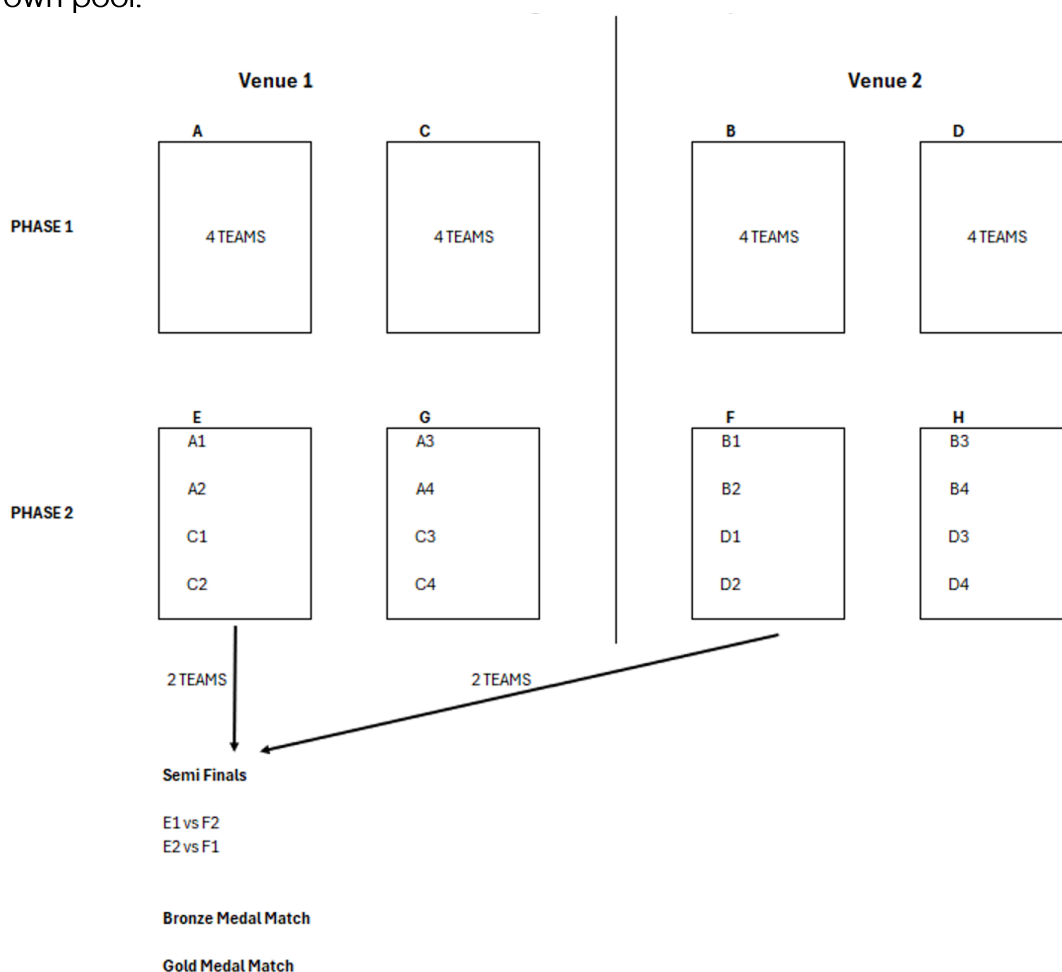 own pool.
Venue 1
Venue 2
A
C
B
D
PHASE 1
4 TEAMS
4 TEAMS
4 TEAMS
4 TEAMS
E
G
F
H
A1
A3
B1
B3
A2
A4
B2
B4
PHASE 2
C1
C3
D1
D3
C2
C4
D2
D4
2 TEAMS
2 TEAMS
Semi Finals
E1 vs F2
E2 vs F1
Bronze Medal Match
Gold Medal Match